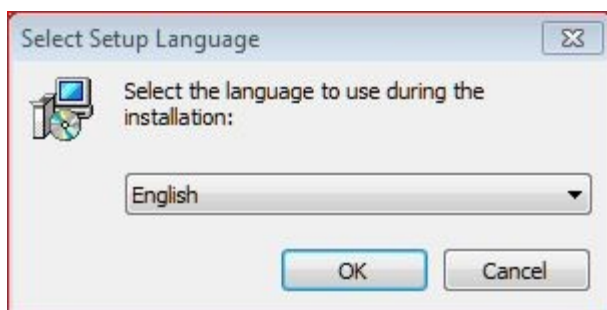 Select Setup Language
Select the language to use during the
installation:
English
OK
Cancel